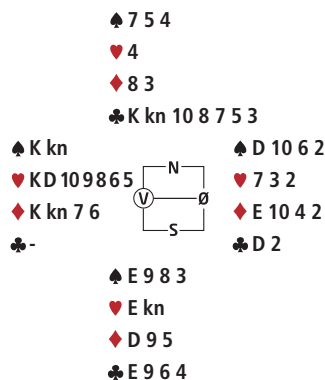 ♠ 7 5 4
♥ 4
♦ 8 3
♣ K kn 10 8 7 5 3
♠ K kn
♥ K D 10 9 8 6 5
♦ K kn 7 6
♣ -
N
V Ø
S
♠ D 10 6 2
♥ 7 3 2
♦ E 10 4 2
♣ D 2
♠ E 9 8 3
♥ E kn
♦ D 9 5
♣ E 9 6 4